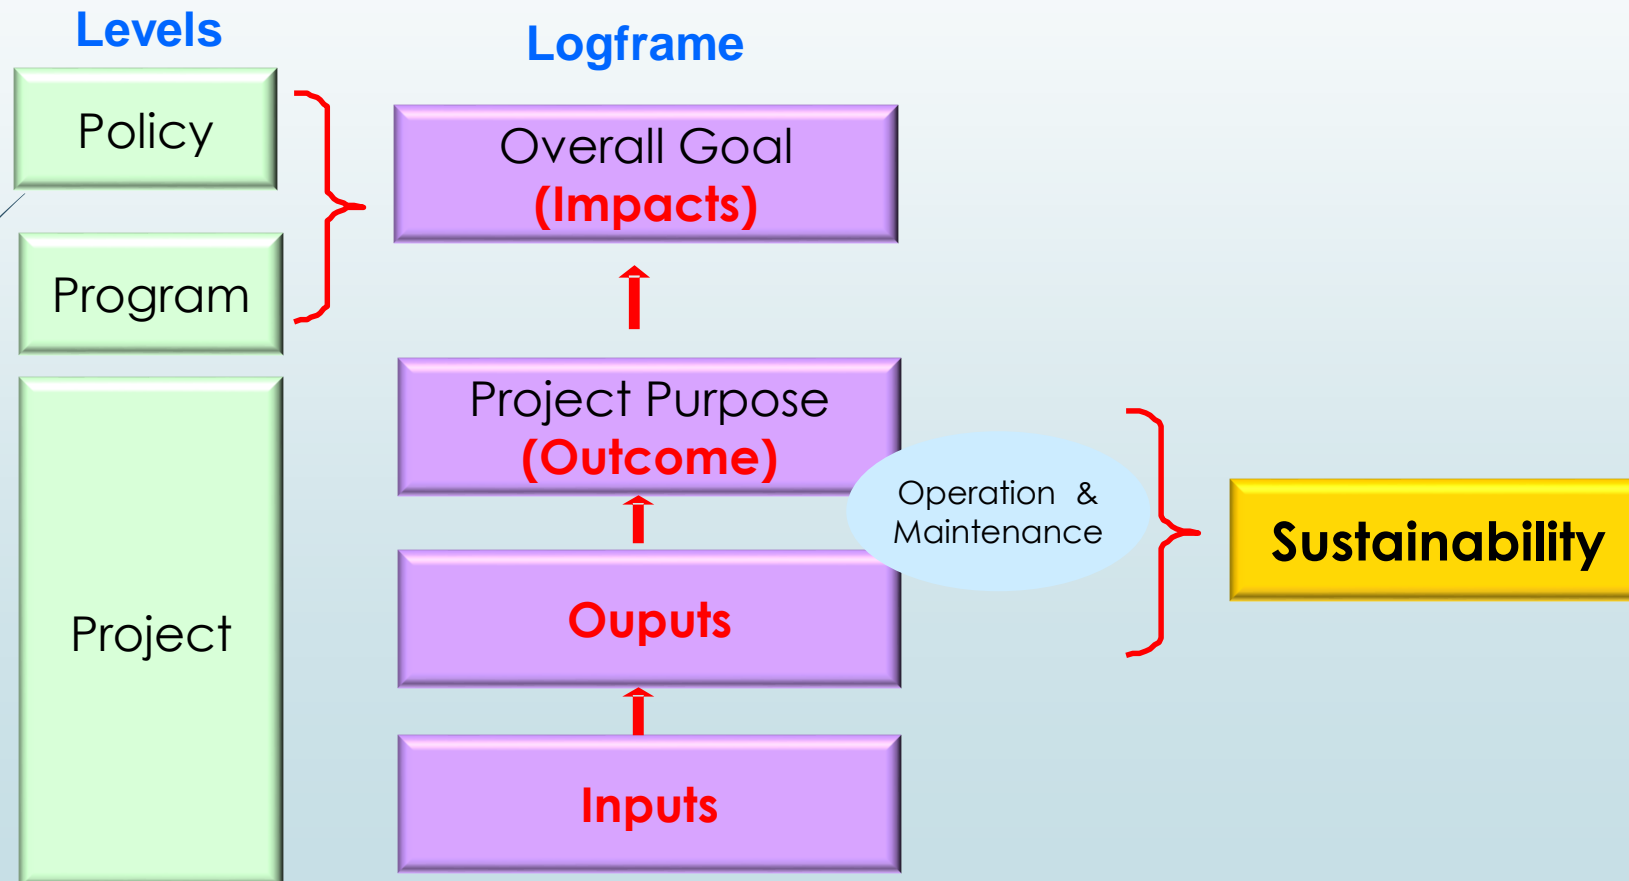 Levels
Logframe
Policy
Program
Project
Overall Goal
(Impacts)
Project Purpose
(Outcome)
Ouputs
Inputs
Operation &
Maintenance
Sustainability